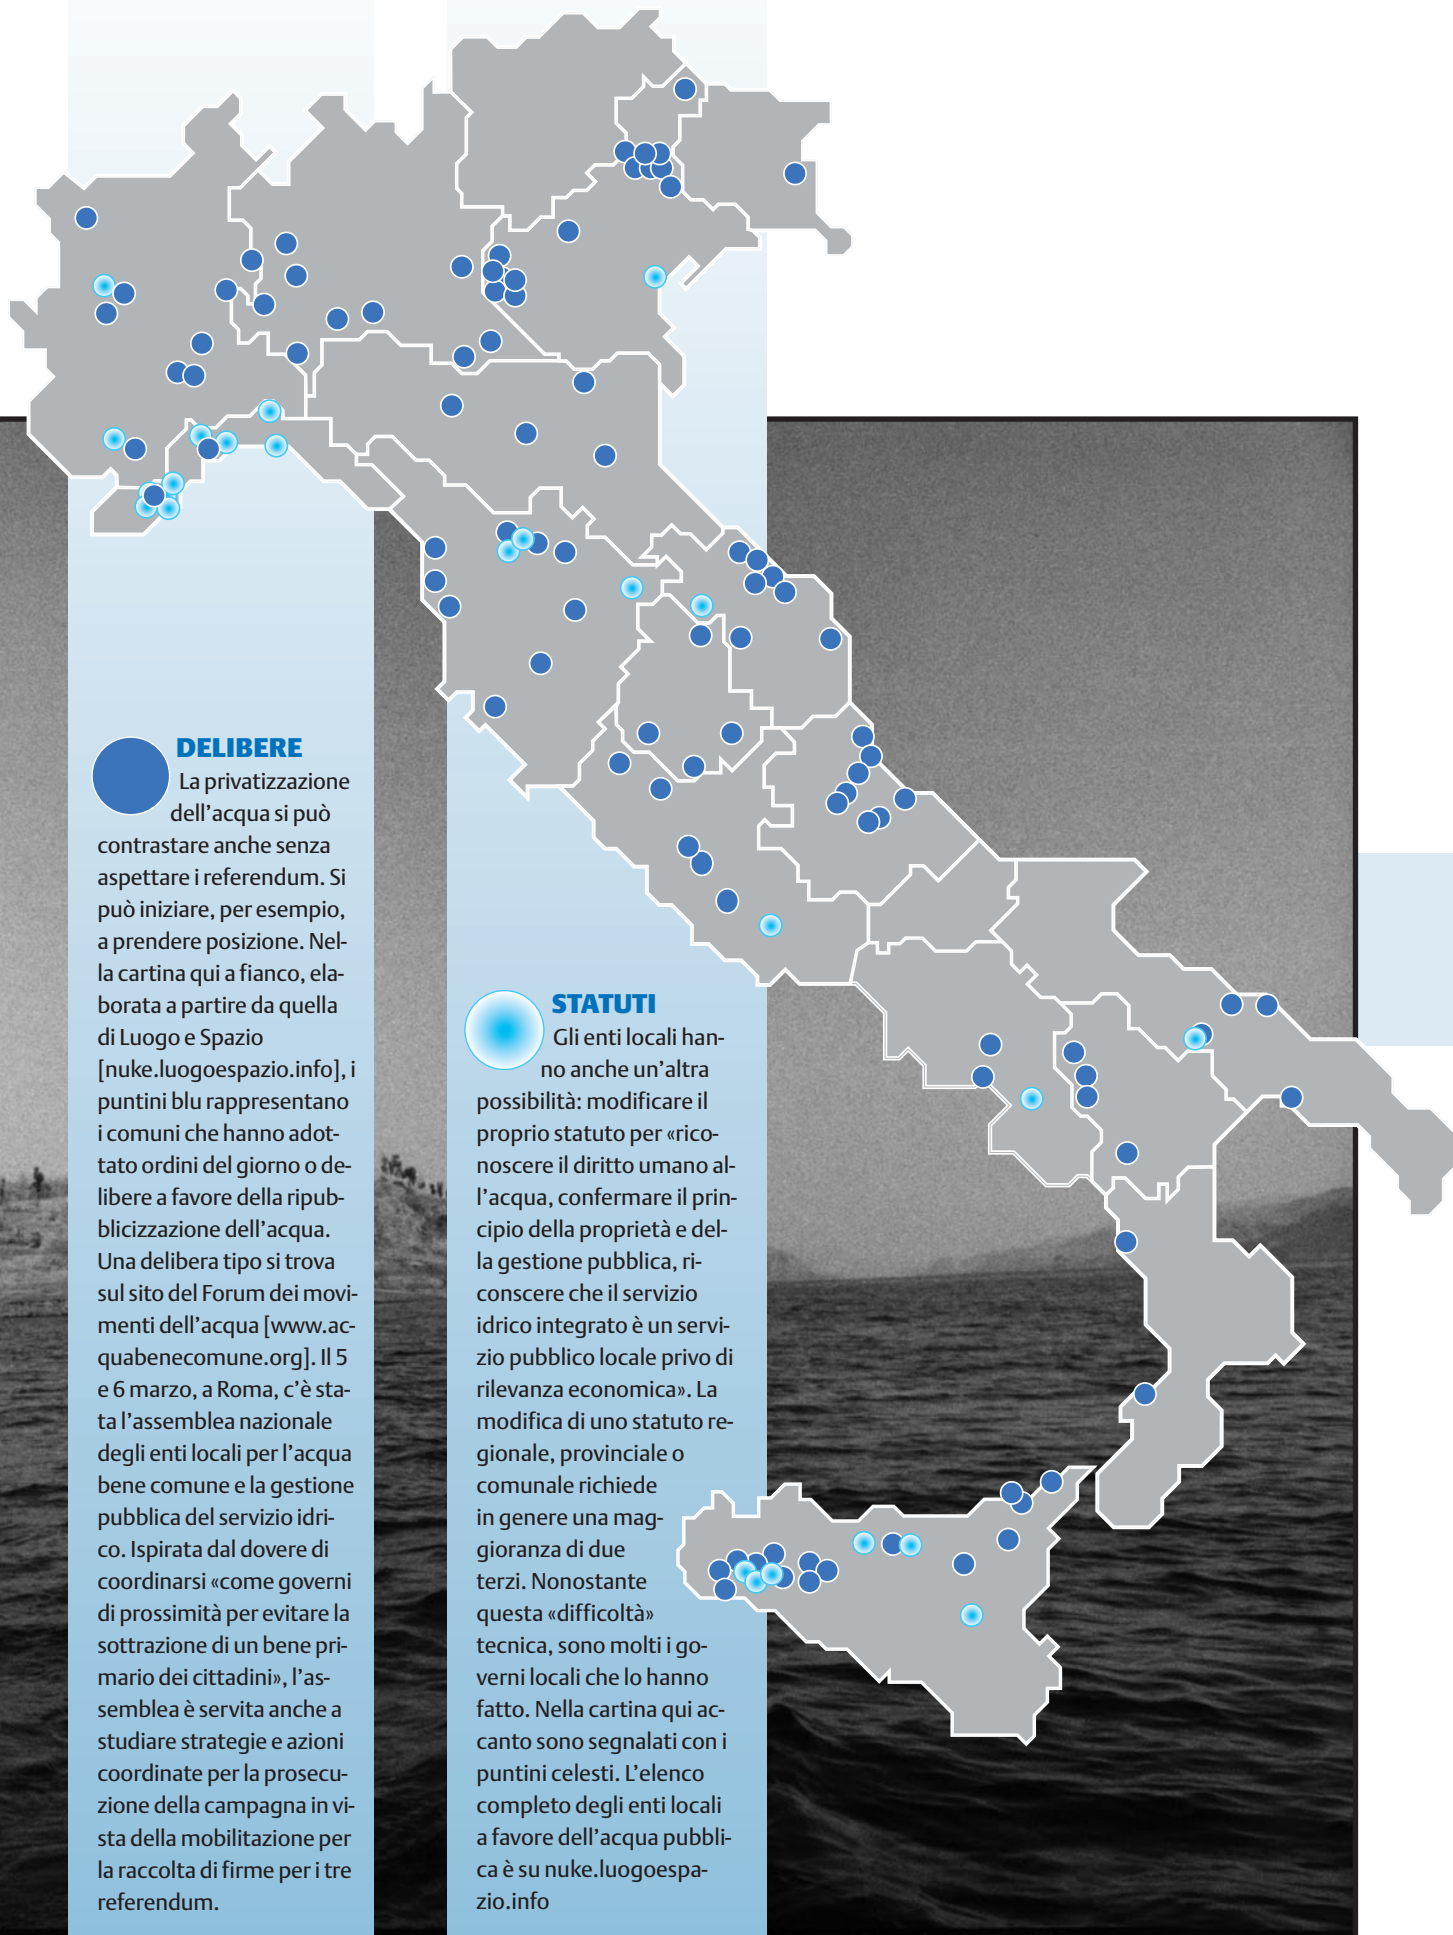 DELIBERE
La privatizzazione
dell'acqua si può
contrastare anche senza
aspettare i referendum. Si
può iniziare, per esempio,
a prendere posizione. Nel-
la cartina qui a fianco, ela-
borata a partire da quella
di Luogo e Spazio
[nuke.luogoespazio.info], i
puntini blu rappresentano
i comuni che hanno adot-
tato ordini del giorno o de-
libere a favore della ripub-
blicizzazione dell'acqua.
Una delibera tipo si trova
sul sito del Forum dei movi-
menti dell'acqua [www.ac-
quabenecomune.org]. Il 5
e 6 marzo, a Roma, c'è sta-
ta l'assemblea nazionale
degli enti locali per l'acqua
bene comune e la gestione
pubblica del servizio idri-
co. Ispirata dal dovere di
coordinarsi «come governi
di prossimità per evitare la
sottrazione di un bene pri-
mario dei cittadini», l'as-
semblea è servita anche a
studiare strategie e azioni
coordinate per la prosecu-
zione della campagna in vi-
sta della mobilitazione per
la raccolta di firme per i tre
referendum.
STATUTI
Gli enti locali han-
no anche un'altra
possibilità: modificare il
proprio statuto per «rico-
noscere il diritto umano al-
l'acqua, confermare il prin-
cipio della proprietà e del-
la gestione pubblica, ri-
conscere che il servizio
idrico integrato è un servi-
zio pubblico locale privo di
rilevanza economica». La
modifica di uno statuto re-
gionale, provinciale o
comunale richiede
in genere una mag-
gioranza di due
terzi. Nonostante
questa «difficoltà»
tecnica, sono molti i go-
verni locali che lo hanno
fatto. Nella cartina qui ac-
canto sono segnalati con i
puntini celesti. L'elenco
completo degli enti locali
a favore dell'acqua pubbli-
ca è su nuke.luogoespa-
zio.info